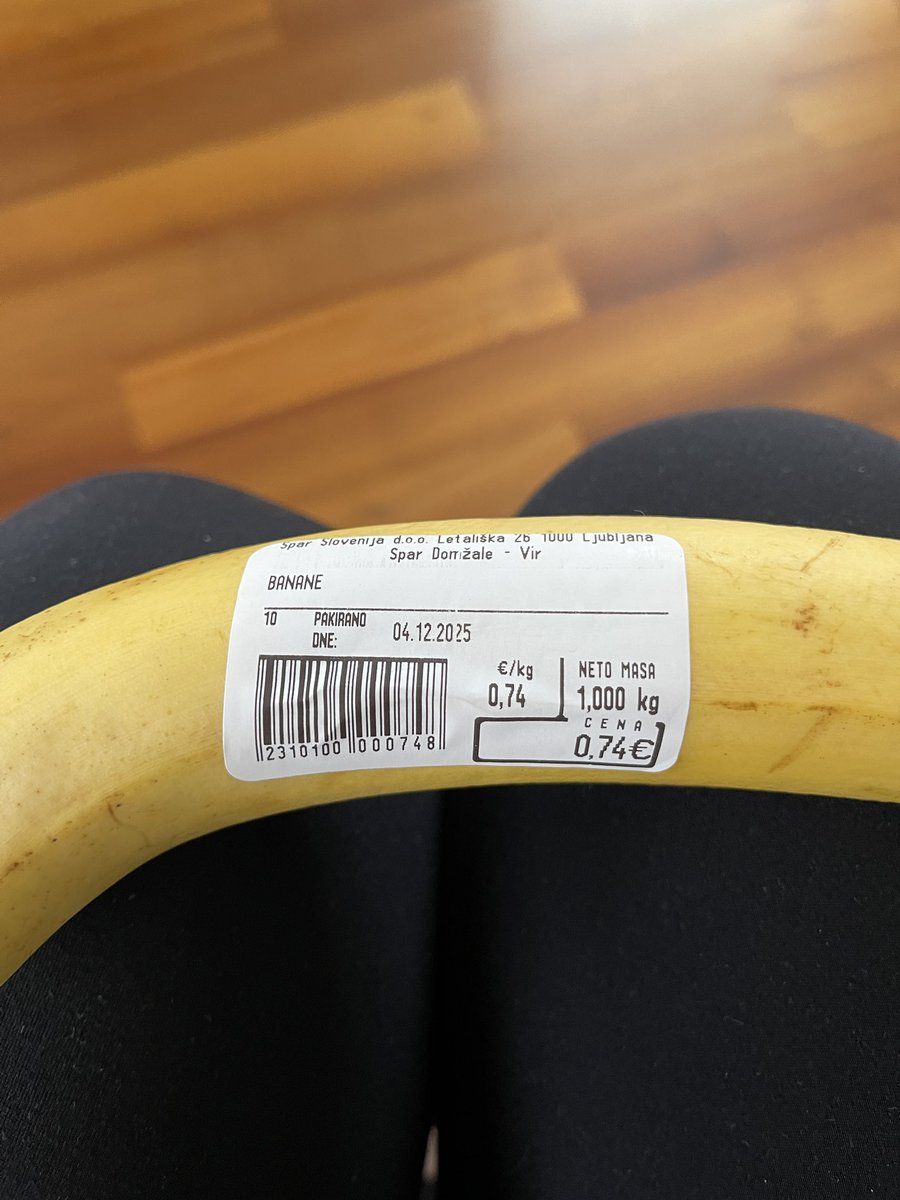 Spar Slovenija d.o.o. Letališka 26 1000 Ljubljana
Spar Domžale - Vir
BANANE
10 PAKIRANO DNE: 04.12.2025
€/kg NETO MASA
0,74 1,000 kg
CENA
0,74€
2310100 000748